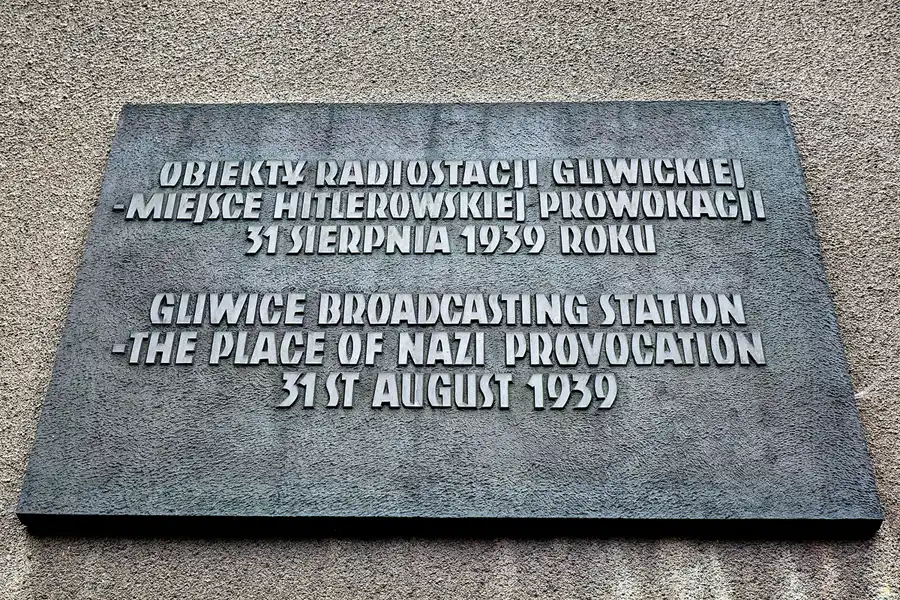 OBIEKTY RADIOSTACJI GLIWICKIEJ
-MIEJSCE HITLEROWSKIEJ PROWOKACJI
31 SIERPNIA 1939 ROKU
GLIWICE BROADCASTING STATION
-THE PLACE OF NAZI PROVOCATION
31 ST AUGUST 1939